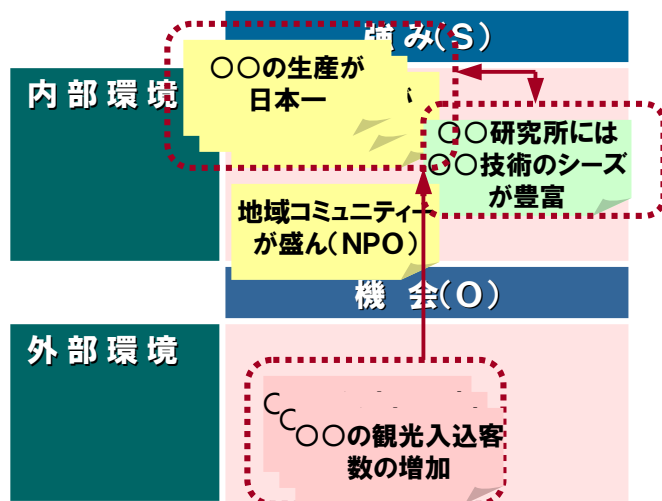 強み(S)
内部環境
○○の生産が
日本一
○○研究所には
○○技術のシーズ
が豊富
地域コミュニティー
が盛ん(NPO)
機 会(O)
外部環境
○○の観光入込客
数の増加